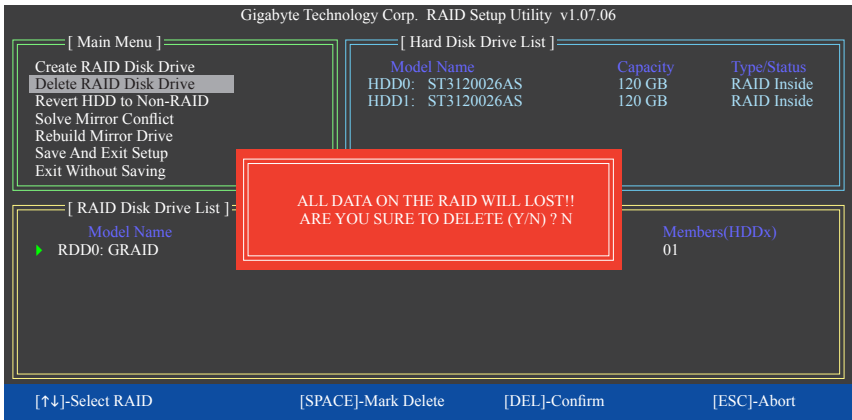 Gigabyte Technology Corp. RAID Setup Utility v1.07.06
[ Main Menu ]
Create RAID Disk Drive
Delete RAID Disk Drive
Revert HDD to Non-RAID
Solve Mirror Conflict
Rebuild Mirror Drive
Save And Exit Setup
Exit Without Saving
[ Hard Disk Drive List ]
Model Name Capacity Type/Status
HDD0: ST3120026AS 120 GB RAID Inside
HDD1: ST3120026AS 120 GB RAID Inside
ALL DATA ON THE RAID WILL LOST!!
ARE YOU SURE TO DELETE (Y/N) ? N
[ RAID Disk Drive List ]
Model Name Members(HDDx)
RDD0: GRAID 01
[↑↓]-Select RAID [SPACE]-Mark Delete [DEL]-Confirm [ESC]-Abort